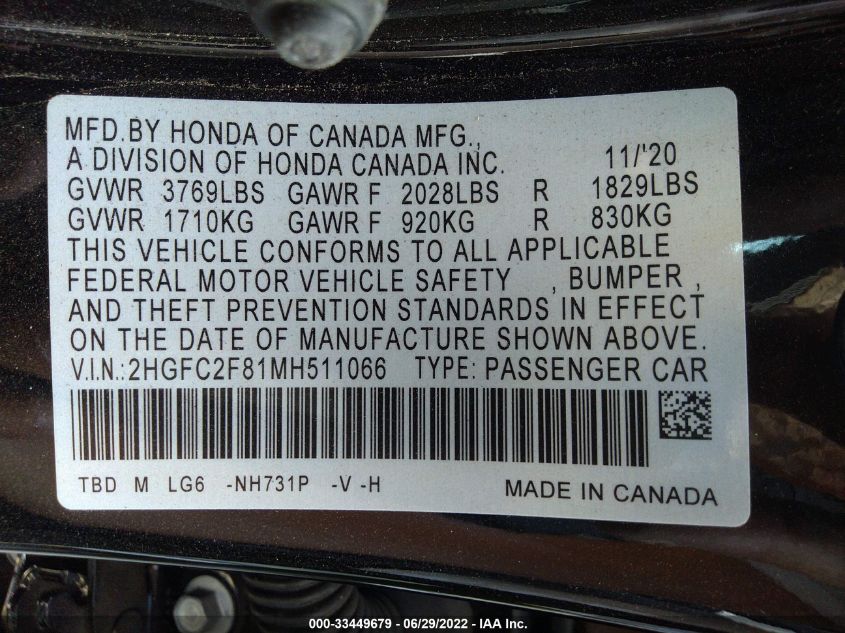 MFD.BY HONDA OF CANADA MFG.,
A DIVISION OF HONDA CANADA INC. 11/'20
GVWR 3769LBS GAWR F 2028LBS R 1829LBS
GVWR 1710KG GAWR F 920KG R 830KG
THIS VEHICLE CONFORMS TO ALL APPLICABLE
FEDERAL MOTOR VEHICLE SAFETY , BUMPER ,
AND THEFT PREVENTION STANDARDS IN EFFECT
ON THE DATE OF MANUFACTURE SHOWN ABOVE.
V.I.N.:2HGFC2F81MH511066 TYPE: PASSENGER CAR
TBD M LG6 -NH731P -V -H MADE IN CANADA
000-33449679 - 06/29/2022 - IAA Inc.